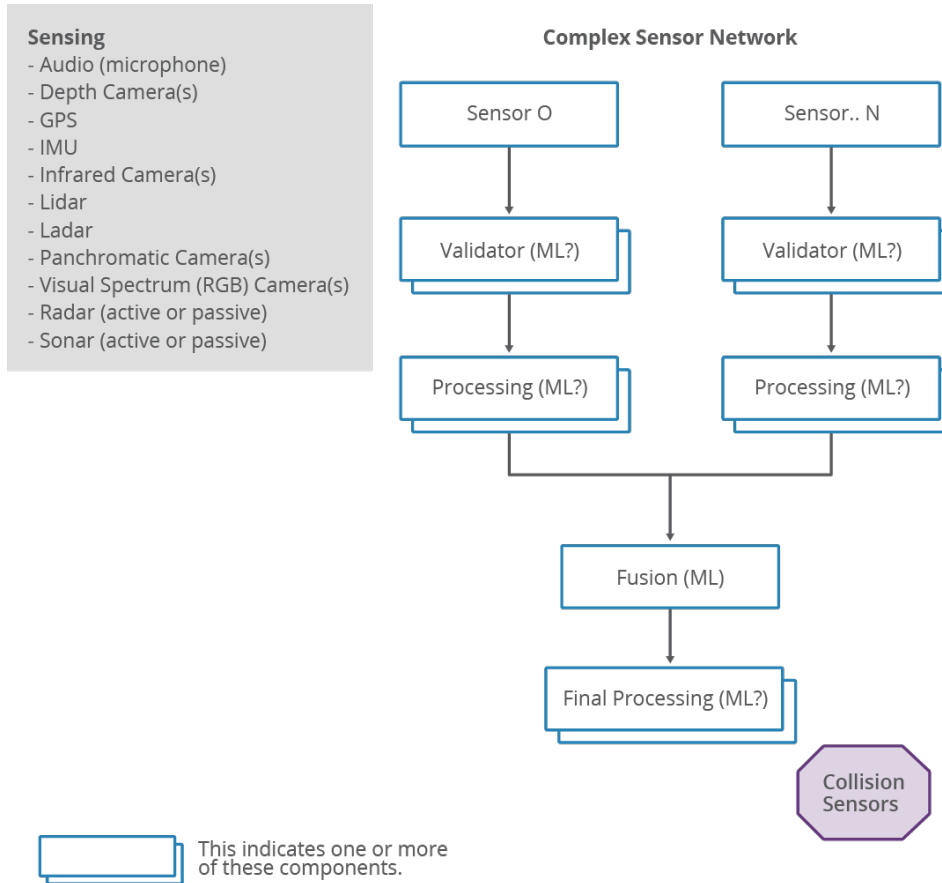 Sensing
- Audio (microphone)
- Depth Camera(s)
- GPS
- IMU
- Infrared Camera(s)
- Lidar
- Ladar
- Panchromatic Camera(s)
- Visual Spectrum (RGB) Camera(s)
- Radar (active or passive)
- Sonar (active or passive)
Complex Sensor Network
Sensor O
Sensor.. N
Validator (ML?)
Validator (ML?)
Processing (ML?)
Processing (ML?)
Fusion (ML)
Final Processing (ML?)
Collision
Sensors
This indicates one or more
of these components.